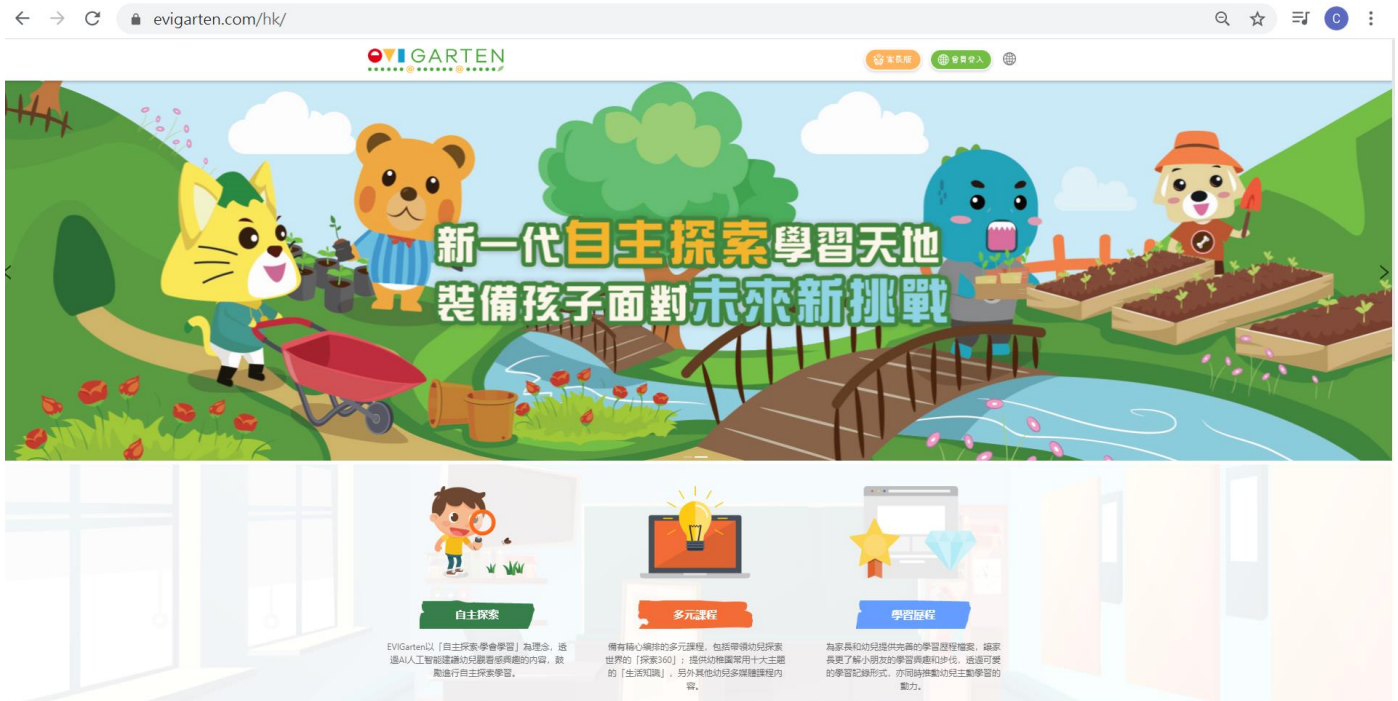 evigarten.com/hk/
C
EVI GARTEN
家長版
會員登入
新一代自主探索學習天地
裝備孩子面對未來新挑戰
自主探索
EVIGarten以「自主探索‧學會學習」為理念，透
過AI人工智能建議幼兒觀看感興趣的內容，鼓
勵進行自主探索學習。
多元課程
備有精心編排的多元課程，包括帶領幼兒探索
世界的「探索360」；提供幼稚園常用十大主題
的「生活知識」，另外其他幼兒多媒體課程內
容。
學習歷程
為家長和幼兒提供完善的學習歷程檔案，讓家
長更了解小朋友的學習興趣和步伐，透過可愛
的學習記錄形式，亦同時推動幼兒主動學習的
動力。